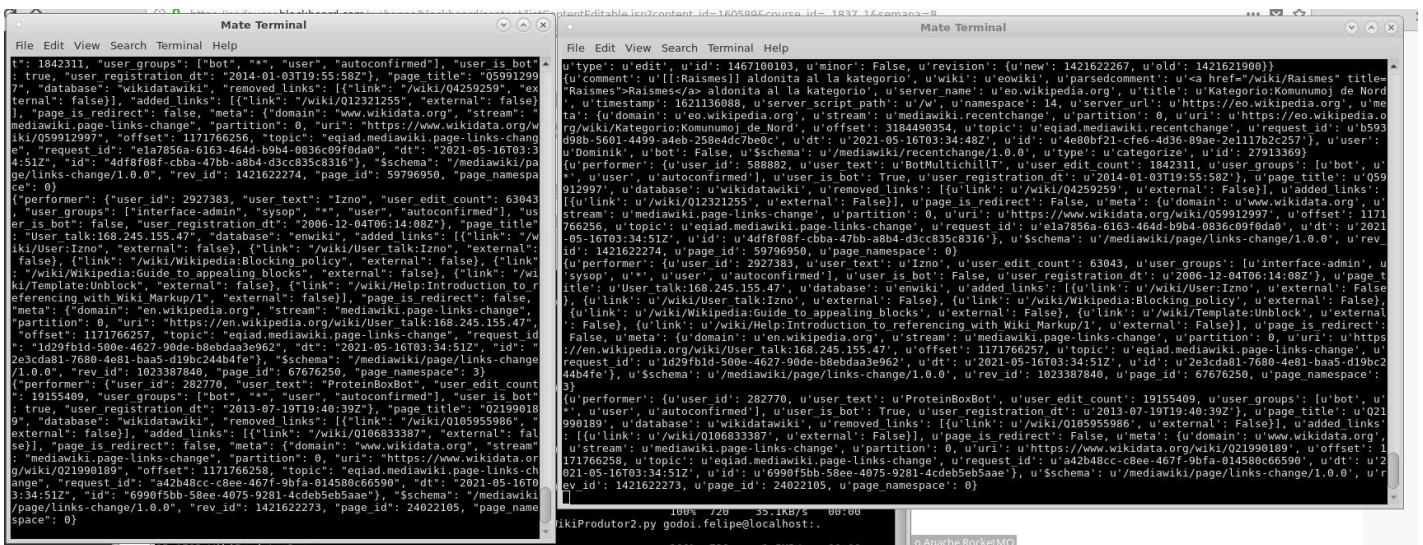 https://seduvem.blackboard.com/webapps/blackboard/content/listContentEditable.jsp?content_id=_160589&course_id=_1837_1&semana=8
Mate Terminal
File Edit View Search Terminal Help
t": 1842311, "user_groups": ["bot", "*", "user", "autoconfirmed"], "user_is_bot"
: true, "user_registration_dt": "2014-01-03T19:55:58Z"}, "page_title": "Q5991299
7", "database": "wikidatawiki", "removed_links": [{"link": "/wiki/Q4259259", "ex
ternal": false}], "added_links": [{"link": "/wiki/Q12321255", "external": false}
], "page_is_redirect": false, "meta": {"domain": "www.wikidata.org", "stream": "
mediawiki.page-links-change", "partition": 0, "uri": "https://www.wikidata.org/w
iki/Q59912997", "offset": 1171766256, "topic": "eqiad.mediawiki.page-links-chang
e", "request_id": "e1a7856a-6163-464d-b9b4-0836c09f0da0", "dt": "2021-05-16T03:3
4:51Z", "id": "4df8f08f-cbba-47bb-a8b4-d3cc835c8316"}, "$schema": "/mediawiki/pa
ge/links-change/1.0.0", "rev_id": 1421622274, "page_id": 59796950, "page_namespa
ce": 0}
{"performer": {"user_id": 2927383, "user_text": "Izno", "user_edit_count": 63043
, "user_groups": ["interface-admin", "sysop", "*", "user", "autoconfirmed"], "us
er_is_bot": false, "user_registration_dt": "2006-12-04T06:14:08Z"}, "page_title"
: "User_talk:168.245.155.47", "database": "enwiki", "added_links": [{"link": "/w
iki/User:Izno", "external": false}, {"link": "/wiki/User_talk:Izno", "external":
false}, {"link": "/wiki/Wikipedia:Blocking_policy", "external": false}, {"link"
: "/wiki/Wikipedia:Guide_to_appealing_blocks", "external": false}, {"link": "/wi
ki/Template:Unblock", "external": false}, {"link": "/wiki/Help:Introduction_to_r
eferencing_with_Wiki_Markup/1", "external": false}], "page_is_redirect": false,
"meta": {"domain": "en.wikipedia.org", "stream": "mediawiki.page-links-change",
"partition": 0, "uri": "https://en.wikipedia.org/wiki/User_talk:168.245.155.47",
"offset": 1171766257, "topic": "eqiad.mediawiki.page-links-change", "request_id"
: "1d29fb1d-500e-4627-90de-b8ebdaa3e962", "dt": "2021-05-16T03:34:51Z", "id": "
2e3cda81-7680-4e81-baa5-d19bc244b4fe"}, "$schema": "/mediawiki/page/links-change
/1.0.0", "rev_id": 1023387840, "page_id": 67676250, "page_namespace": 3}
{"performer": {"user_id": 282770, "user_text": "ProteinBoxBot", "user_edit_count
": 19155409, "user_groups": ["bot", "*", "user", "autoconfirmed"], "user_is_bot"
: true, "user_registration_dt": "2013-07-19T19:40:39Z"}, "page_title": "Q2199018
9", "database": "wikidatawiki", "removed_links": [{"link": "/wiki/Q105955986", "
external": false}], "added_links": [{"link": "/wiki/Q106833387", "external": fal
se}], "page_is_redirect": false, "meta": {"domain": "www.wikidata.org", "stream"
: "mediawiki.page-links-change", "partition": 0, "uri": "https://www.wikidata.or
g/wiki/Q21990189", "offset": 1171766258, "topic": "eqiad.mediawiki.page-links-ch
ange", "request_id": "a42b48cc-c8ee-467f-9bfa-014580c66590", "dt": "2021-05-16T0
3:34:51Z", "id": "6990f5bb-58ee-4075-9281-4cdeb5eb5aae"}, "$schema": "/mediawiki
/page/links-change/1.0.0", "rev_id": 1421622273, "page_id": 24022105, "page_name
space": 0}
Mate Terminal
File Edit View Search Terminal Help
u'type': u'edit', u'id': 1467100103, u'minor': False, u'revision': {u'new': 1421622267, u'old': 1421621900}}
{u'comment': u'[[:Raismes]] aldonita al la kategorio', u'wiki': u'eowiki', u'parsedcomment': u'<a href="/wiki/Raismes" title=
"Raismes">Raismes</a> aldonita al la kategorio', u'server_name': u'eo.wikipedia.org', u'title': u'Kategorio:Komunumoj de Nord
', u'timestamp': 1621136088, u'server_script_path': u'/w', u'namespace': 14, u'server_url': u'https://eo.wikipedia.org', u'me
ta': {u'domain': u'eo.wikipedia.org', u'stream': u'mediawiki.recentchange', u'partition': 0, u'uri': u'https://eo.wikipedia.o
rg/wiki/Kategorio:Komunumoj_de_Nord', u'offset': 3184490354, u'topic': u'eqiad.mediawiki.recentchange', u'request_id': u'b593
d98b-5601-4499-a4eb-258e4dc7be0c', u'dt': u'2021-05-16T03:34:48Z', u'id': u'4e80bf21-cfe6-4d36-89ae-2e1117b2c257'}, u'user':
u'Dominik', u'bot': False, u'$schema': u'/mediawiki/recentchange/1.0.0', u'type': u'categorize', u'id': 27913369}
{u'performer': {u'user_id': 58882, u'user_text': u'BotMultichillT', u'user_edit_count': 1842311, u'user_groups': [u'bot', u'
*', u'user', u'autoconfirmed'], u'user_is_bot': True, u'user_registration_dt': u'2014-01-03T19:55:58Z'}, u'page_title': u'Q59
912997', u'database': u'wikidatawiki', u'removed_links': [{u'link': u'/wiki/Q4259259', u'external': False}], u'added_links':
[{u'link': u'/wiki/Q12321255', u'external': False}], u'page_is_redirect': False, u'meta': {u'domain': u'www.wikidata.org', u'
stream': u'mediawiki.page-links-change', u'partition': 0, u'uri': u'https://www.wikidata.org/wiki/Q59912997', u'offset': 1171
766256, u'topic': u'eqiad.mediawiki.page-links-change', u'request_id': u'e1a7856a-6163-464d-b9b4-0836c09f0da0', u'dt': u'2021
-05-16T03:34:51Z', u'id': u'4df8f08f-cbba-47bb-a8b4-d3cc835c8316'}, u'$schema': u'/mediawiki/page/links-change/1.0.0', u'rev_
id': 1421622274, u'page_id': 59796950, u'page_namespace': 0}
{u'performer': {u'user_id': 2927383, u'user_text': u'Izno', u'user_edit_count': 63043, u'user_groups': [u'interface-admin', u
'sysop', u'*', u'user', u'autoconfirmed'], u'user_is_bot': False, u'user_registration_dt': u'2006-12-04T06:14:08Z'}, u'page_t
itle': u'User_talk:168.245.155.47', u'database': u'enwiki', u'added_links': [{u'link': u'/wiki/User:Izno', u'external': False
}, {u'link': u'/wiki/User_talk:Izno', u'external': False}, {u'link': u'/wiki/Wikipedia:Blocking_policy', u'external': False},
{u'link': u'/wiki/Wikipedia:Guide_to_appealing_blocks', u'external': False}, {u'link': u'/wiki/Template:Unblock', u'external'
: False}, {u'link': u'/wiki/Help:Introduction_to_referencing_with_Wiki_Markup/1', u'external': False}], u'page_is_redirect':
False, u'meta': {u'domain': u'en.wikipedia.org', u'stream': u'mediawiki.page-links-change', u'partition': 0, u'uri': u'https
://en.wikipedia.org/wiki/User_talk:168.245.155.47', u'offset': 1171766257, u'topic': u'eqiad.mediawiki.page-links-change', u'
request_id': u'1d29fb1d-500e-4627-90de-b8ebdaa3e962', u'dt': u'2021-05-16T03:34:51Z', u'id': u'2e3cda81-7680-4e81-baa5-d19bc2
44b4fe'}, u'$schema': u'/mediawiki/page/links-change/1.0.0', u'rev_id': 1023387840, u'page_id': 67676250, u'page_namespace':
3}
{u'performer': {u'user_id': 282770, u'user_text': u'ProteinBoxBot', u'user_edit_count': 19155409, u'user_groups': [u'bot', u'
*', u'user', u'autoconfirmed'], u'user_is_bot': True, u'user_registration_dt': u'2013-07-19T19:40:39Z'}, u'page_title': u'Q21
990189', u'database': u'wikidatawiki', u'removed_links': [{u'link': u'/wiki/Q105955986', u'external': False}], u'added_links'
: [{u'link': u'/wiki/Q106833387', u'external': False}], u'page_is_redirect': False, u'meta': {u'domain': u'www.wikidata.org',
u'stream': u'mediawiki.page-links-change', u'partition': 0, u'uri': u'https://www.wikidata.org/wiki/Q21990189', u'offset': 1
171766258, u'topic': u'eqiad.mediawiki.page-links-change', u'request_id': u'a42b48cc-c8ee-467f-9bfa-014580c66590', u'dt': u'2
021-05-16T03:34:51Z', u'id': u'6990f5bb-58ee-4075-9281-4cdeb5eb5aae'}, u'$schema': u'/mediawiki/page/links-change/1.0.0', u'r
ev_id': 1421622273, u'page_id': 24022105, u'page_namespace': 0}
100% 720 35.1KB/s 00:00
ikiProdutor2.py godoi.felipe@localhost:.
o Apache RocketMQ